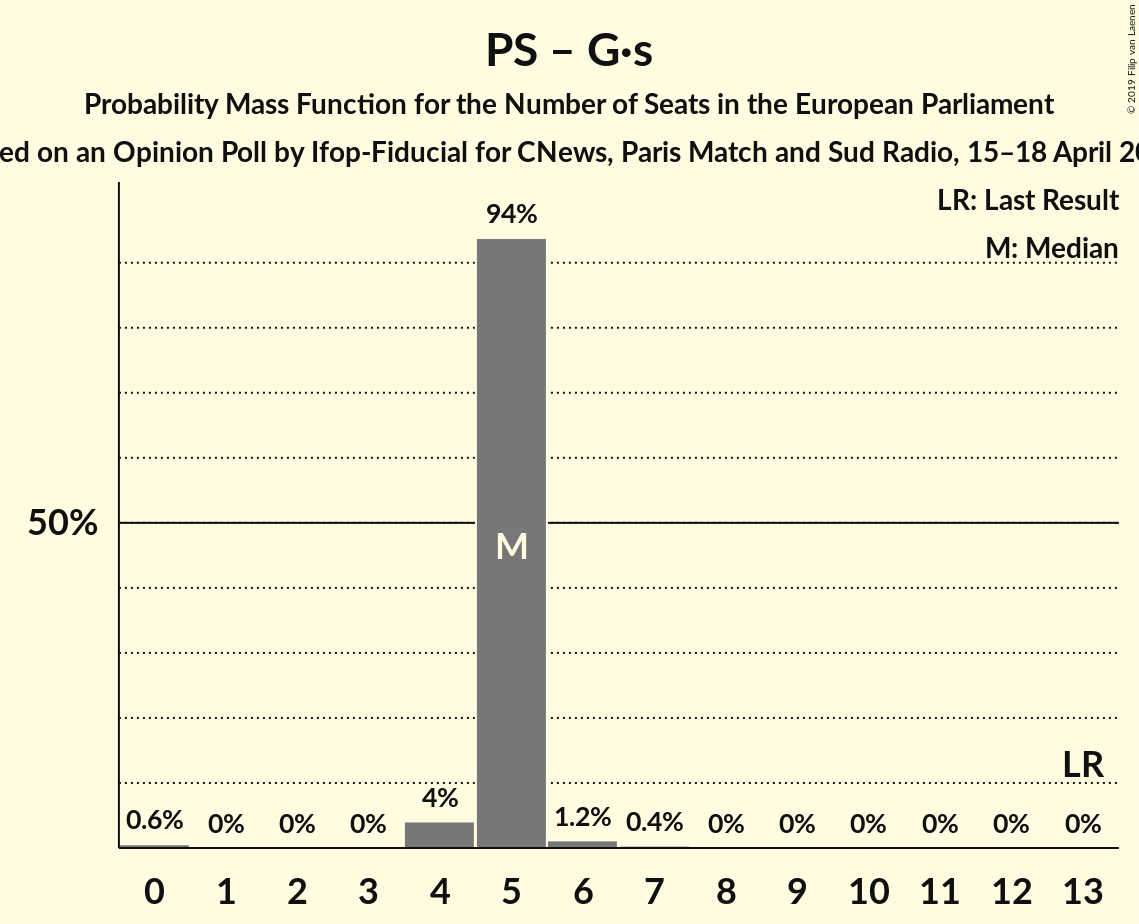 PS – G·s
Probability Mass Function for the Number of Seats in the European Parliament
on an Opinion Poll by Ifop-Fiducial for CNews, Paris Match and Sud Radio, 15–18 April
© 2019 Filip van Laenen
LR: Last Result
M: Median
94%
50%
M
LR
0.6% 0% 0% 0% 4% 1.2% 0.4% 0% 0% 0% 0% 0% 0%
0 1 2 3 4 5 6 7 8 9 10 11 12 13